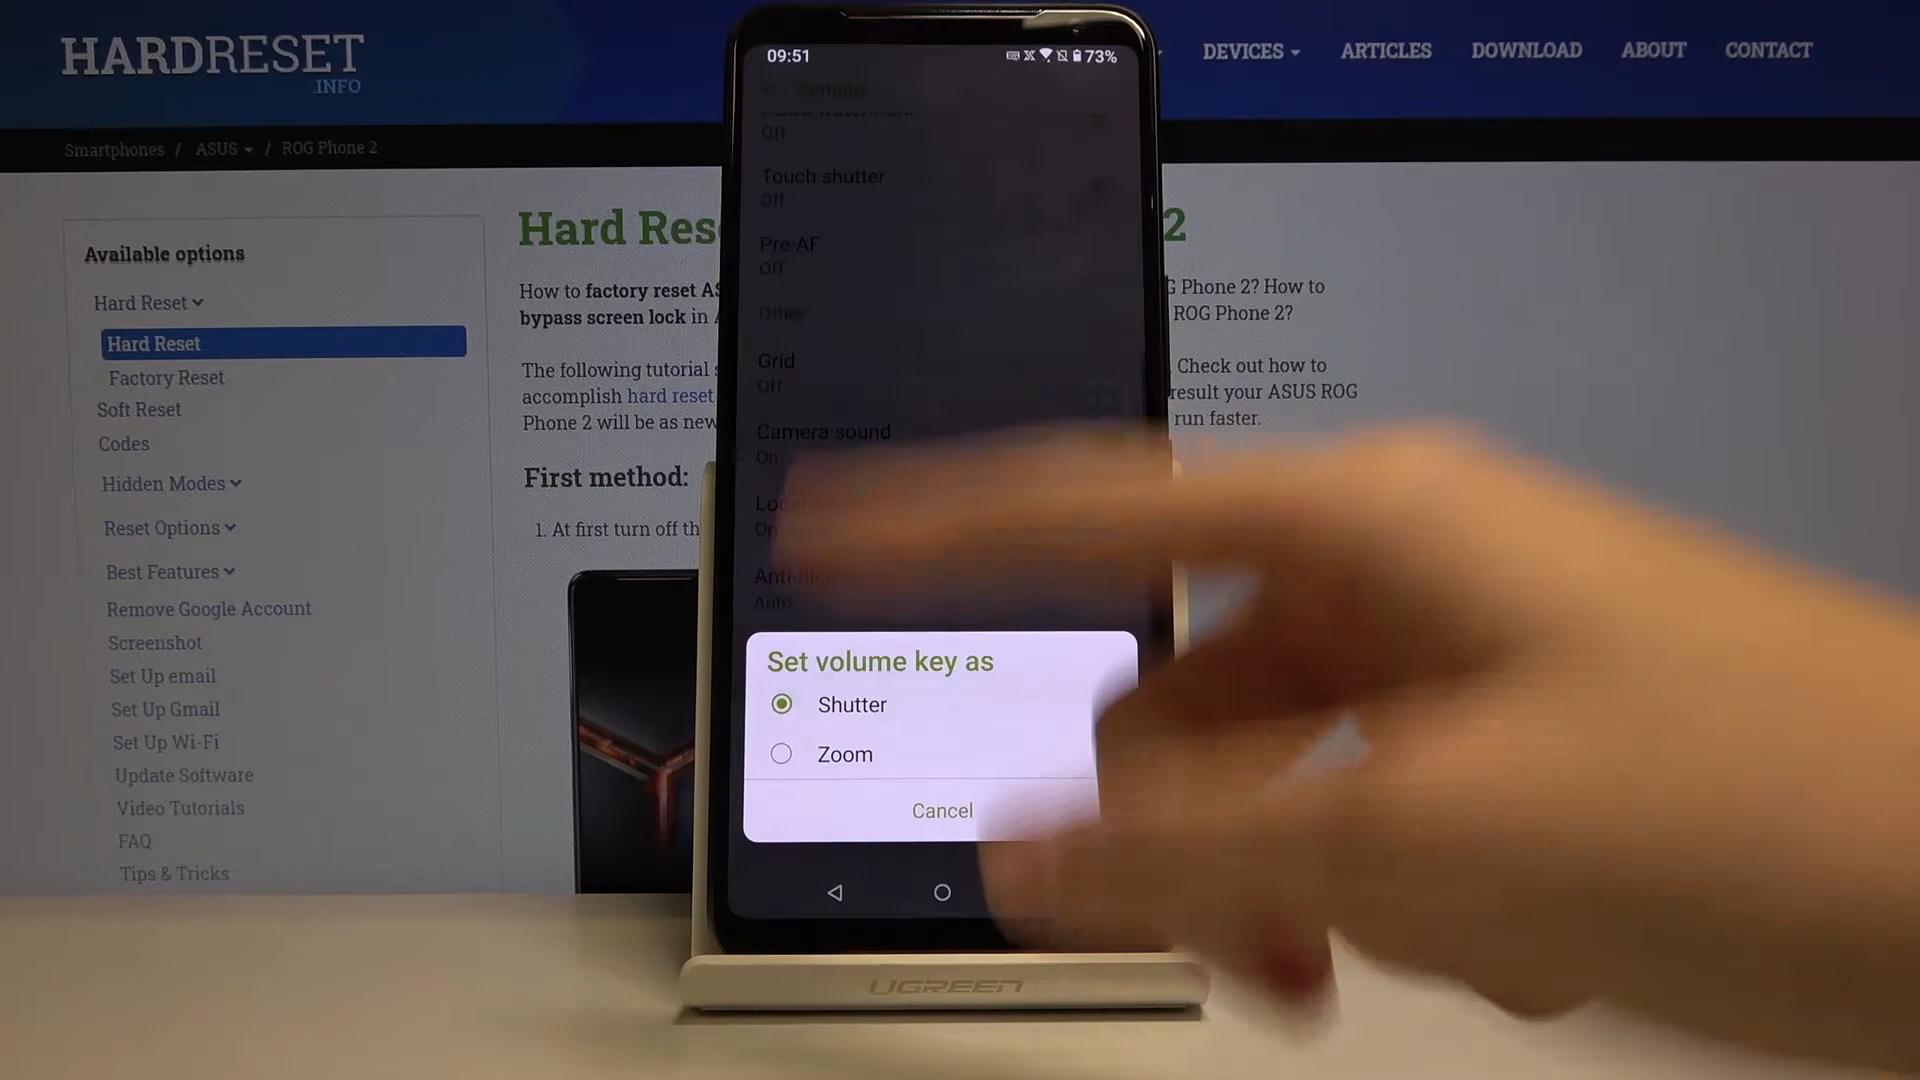 HARDRESET
.INFO
DEVICES
ARTICLES
DOWNLOAD
ABOUT
CONTACT
Smartphones / ASUS / ROG Phone 2
Available options
Hard Reset
Hard Reset
Factory Reset
Soft Reset
Codes
Hidden Modes
Reset Options
Best Features
Remove Google Account
Screenshot
Set Up email
Set Up Gmail
Set Up Wi-Fi
Update Software
Video Tutorials
FAQ
Tips & Tricks
Hard Res
2
How to factory reset AS
bypass screen lock in A
G Phone 2? How to
ROG Phone 2?
The following tutorial s
accomplish hard reset
Phone 2 will be as new
Check out how to
result your ASUS ROG
run faster.
First method:
1. At first turn off th
09:51
73%
Off
Touch shutter
Off
Pre-AF
Off
Other
Grid
Off
Camera sound
On
On
Auto
Set volume key as
Shutter
Zoom
Cancel
UGREEN